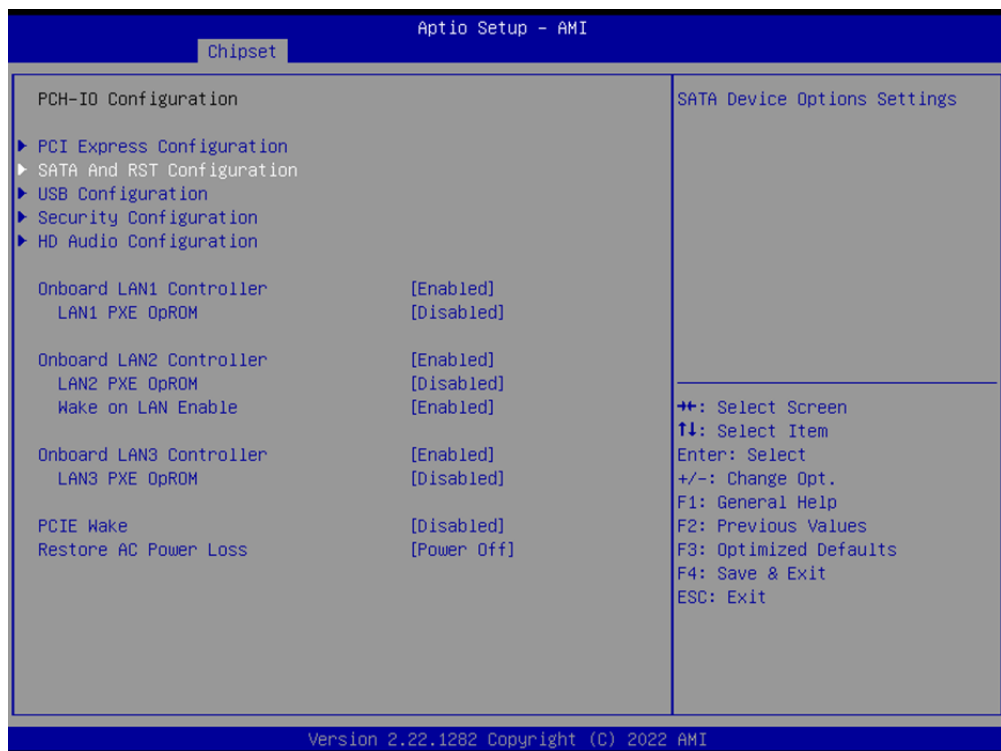 Aptio Setup - AMI
Chipset
PCH-IO Configuration
PCI Express Configuration
SATA And RST Configuration
USB Configuration
Security Configuration
HD Audio Configuration
Onboard LAN1 Controller [Enabled]
LAN1 PXE OpROM [Disabled]
Onboard LAN2 Controller [Enabled]
LAN2 PXE OpROM [Disabled]
Wake on LAN Enable [Enabled]
Onboard LAN3 Controller [Enabled]
LAN3 PXE OpROM [Disabled]
PCIE Wake [Disabled]
Restore AC Power Loss [Power Off]
SATA Device Options Settings
→←: Select Screen
↑↓: Select Item
Enter: Select
+/-: Change Opt.
F1: General Help
F2: Previous Values
F3: Optimized Defaults
F4: Save & Exit
ESC: Exit
Version 2.22.1282 Copyright (C) 2022 AMI